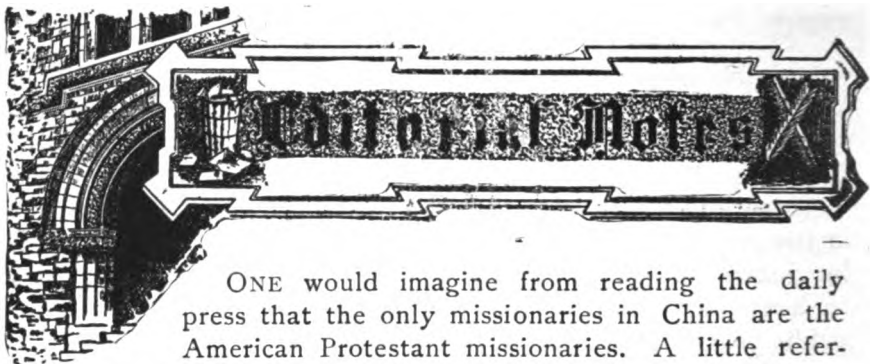 Editorial Notes
ONE would imagine from reading the daily
press that the only missionaries in China are the
American Protestant missionaries. A little refer-